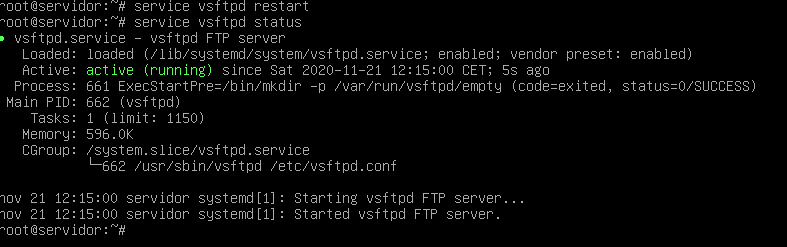 root@servidor:~# service vsftpd restart
root@servidor:~# service vsftpd status
● vsftpd.service - vsftpd FTP server
   Loaded: loaded (/lib/systemd/system/vsftpd.service; enabled; vendor preset: enabled)
   Active: active (running) since Sat 2020-11-21 12:15:00 CET; 5s ago
  Process: 661 ExecStartPre=/bin/mkdir -p /var/run/vsftpd/empty (code=exited, status=0/SUCCESS)
 Main PID: 662 (vsftpd)
    Tasks: 1 (limit: 1150)
   Memory: 596.0K
   CGroup: /system.slice/vsftpd.service
           └─662 /usr/sbin/vsftpd /etc/vsftpd.conf

nov 21 12:15:00 servidor systemd[1]: Starting vsftpd FTP server...
nov 21 12:15:00 servidor systemd[1]: Started vsftpd FTP server.
root@servidor:~#